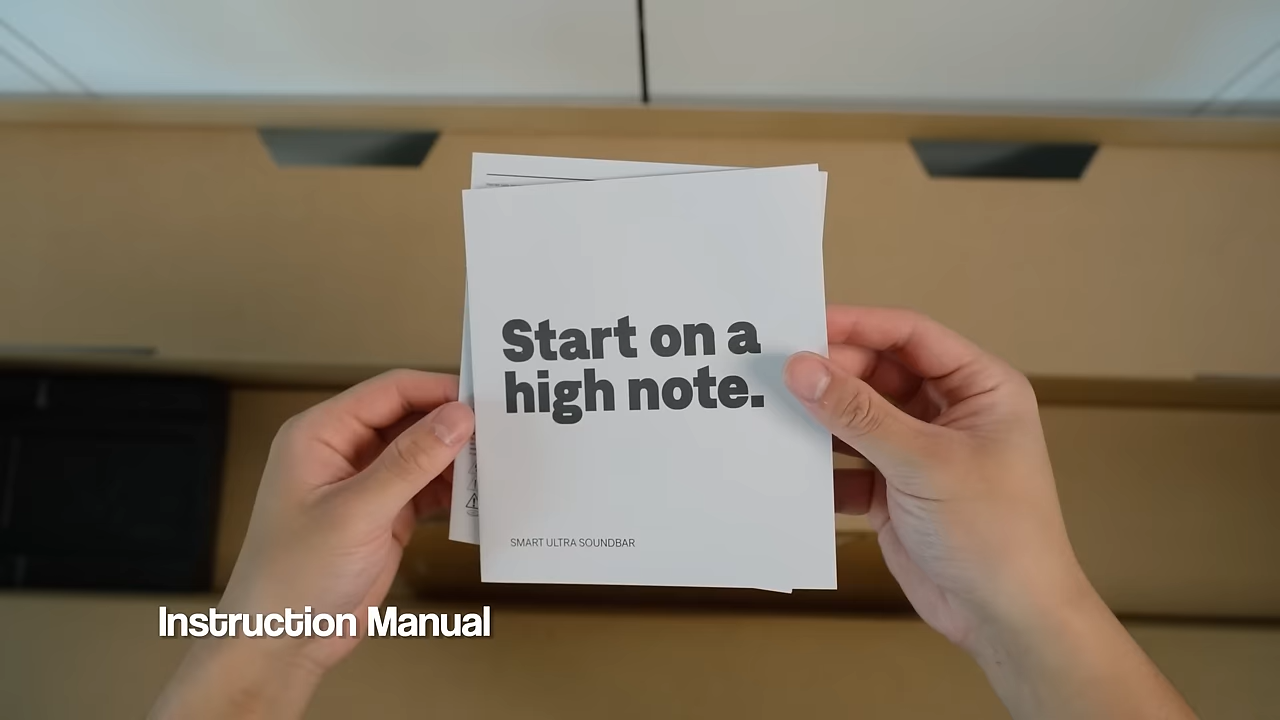 Start on a
high note.
SMART ULTRA SOUNDBAR
Instruction Manual